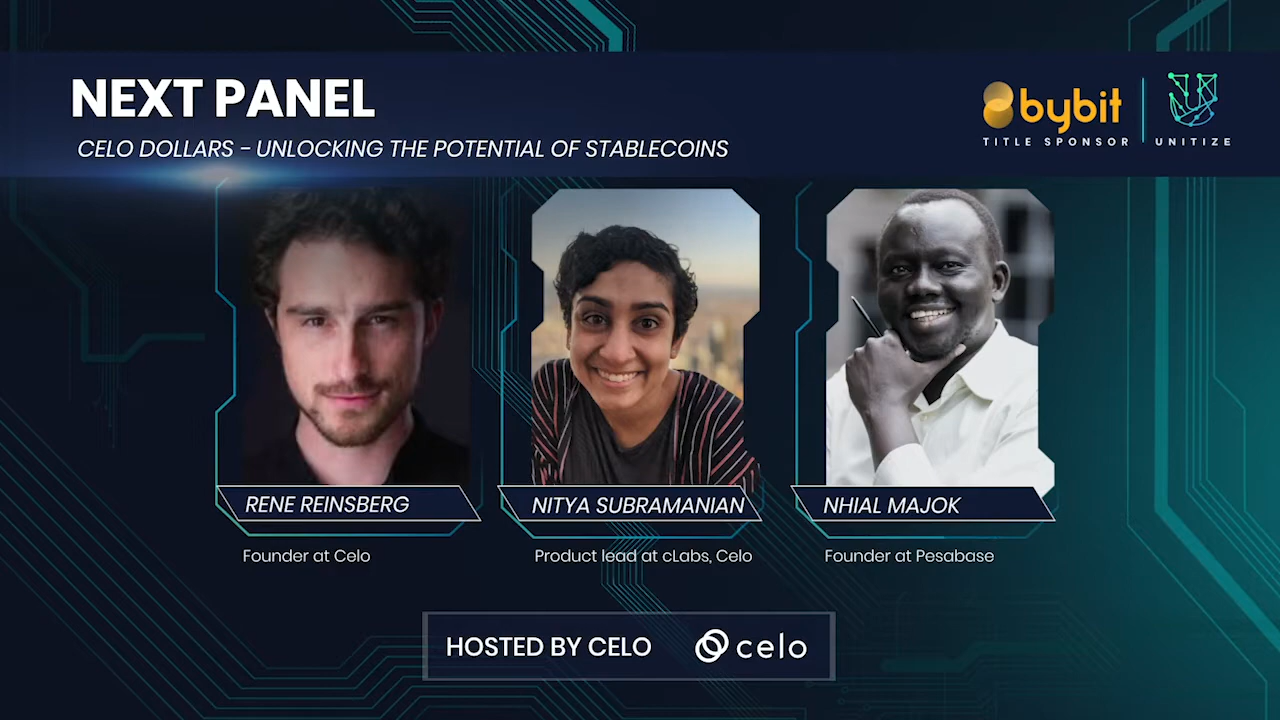 NEXT PANEL
CELO DOLLARS - UNLOCKING THE POTENTIAL OF STABLECOINS
bybit
TITLE SPONSOR
UNITIZE
RENE REINSBERG
Founder at Celo
NITYA SUBRAMANIAN
Product lead at cLabs, Celo
NHIAL MAJOK
Founder at Pesabase
HOSTED BY CELO
celo